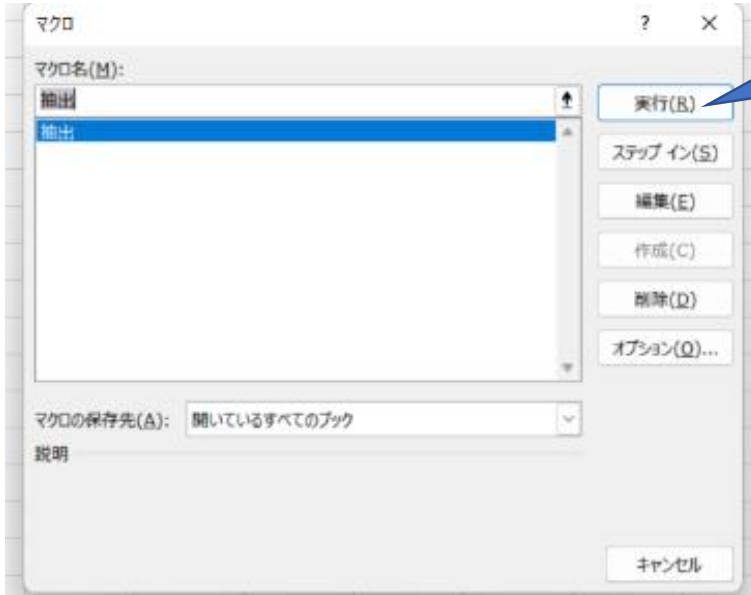 マクロ
? ×
マクロ名(M):
抽出
抽出
実行(R)
ステップ イン(S)
編集(E)
作成(C)
削除(D)
オプション(O)...
マクロの保存先(A): 開いているすべてのブック
説明
キャンセル